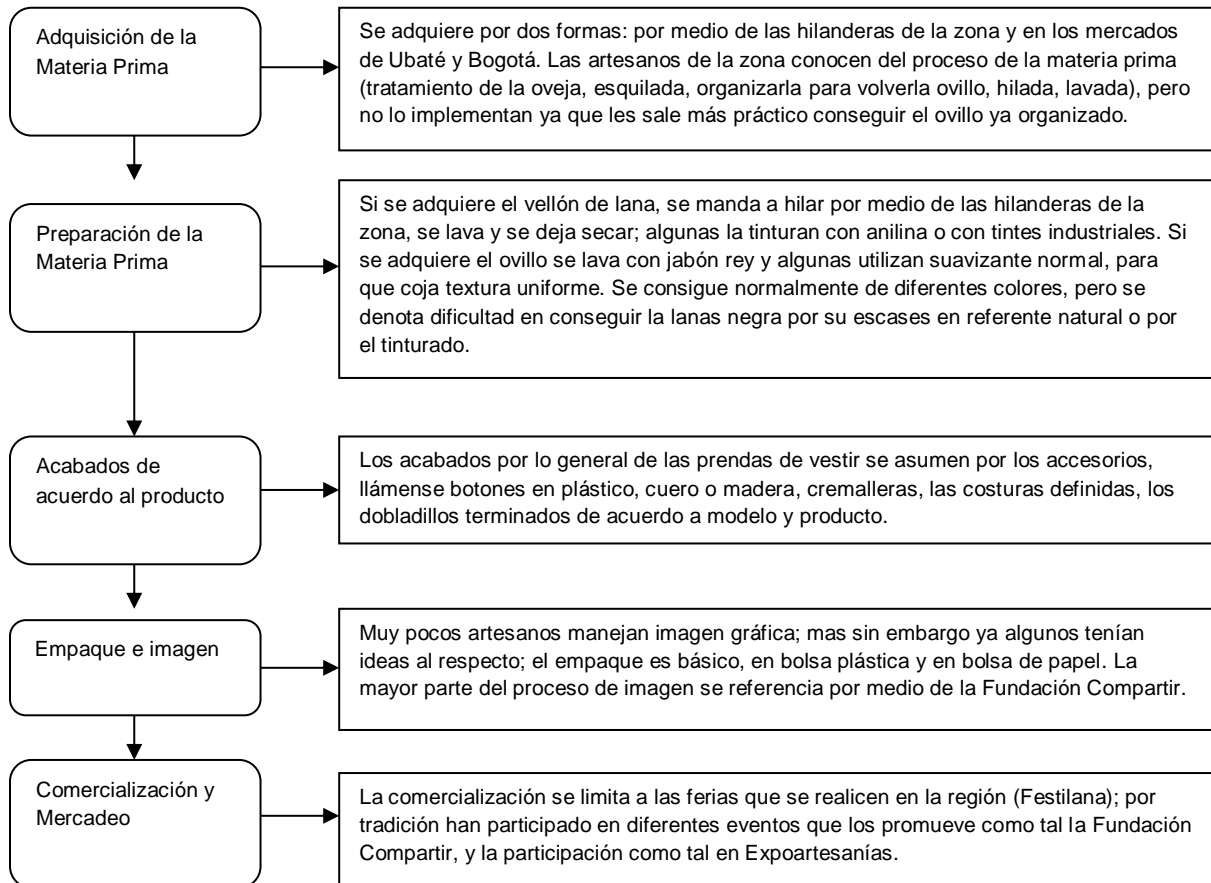 Adquisición de la
Materia Prima
Se adquiere por dos formas: por medio de las hilanderas de la zona y en los mercados
de Ubaté y Bogotá. Las artesanos de la zona conocen del proceso de la materia prima
(tratamiento de la oveja, esquilada, organizarla para volverla ovillo, hilada, lavada), pero
no lo implementan ya que les sale más práctico conseguir el ovillo ya organizado.
Preparación de la
Materia Prima
Si se adquiere el vellón de lana, se manda a hilar por medio de las hilanderas de la
zona, se lava y se deja secar; algunas la tinturan con anilina o con tintes industriales. Si
se adquiere el ovillo se lava con jabón rey y algunas utilizan suavizante normal, para
que coja textura uniforme. Se consigue normalmente de diferentes colores, pero se
denota dificultad en conseguir la lanas negra por su escases en referente natural o por
el tinturado.
Acabados de
acuerdo al producto
Los acabados por lo general de las prendas de vestir se asumen por los accesorios,
llámense botones en plástico, cuero o madera, cremalleras, las costuras definidas, los
dobladillos terminados de acuerdo a modelo y producto.
Empaque e imagen
Muy pocos artesanos manejan imagen gráfica; mas sin embargo ya algunos tenían
ideas al respecto; el empaque es básico, en bolsa plástica y en bolsa de papel. La
mayor parte del proceso de imagen se referencia por medio de la Fundación Compartir.
Comercialización y
Mercadeo
La comercialización se limita a las ferias que se realicen en la región (Festilana); por
tradición han participado en diferentes eventos que los promueve como tal la Fundación
Compartir, y la participación como tal en Expoartesanías.